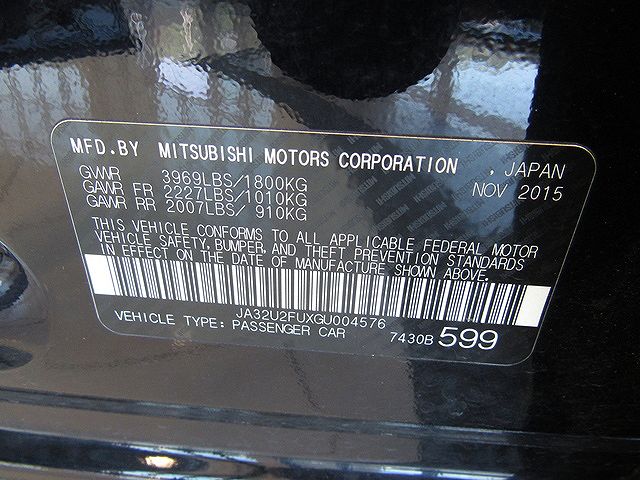 MFD.BY MITSUBISHI MOTORS CORPORATION , JAPAN
GVWR 3969LBS/1800KG NOV 2015
GAWR FR 2227LBS/1010KG
GAWR RR 2007LBS/ 910KG
THIS VEHICLE CONFORMS TO ALL APPLICABLE FEDERAL MOTOR
VEHICLE SAFETY, BUMPER, AND THEFT PREVENTION STANDARDS
IN EFFECT ON THE DATE OF MANUFACTURE SHOWN ABOVE.
JA32U2FUXGU004576
VEHICLE TYPE: PASSENGER CAR 7430B 599